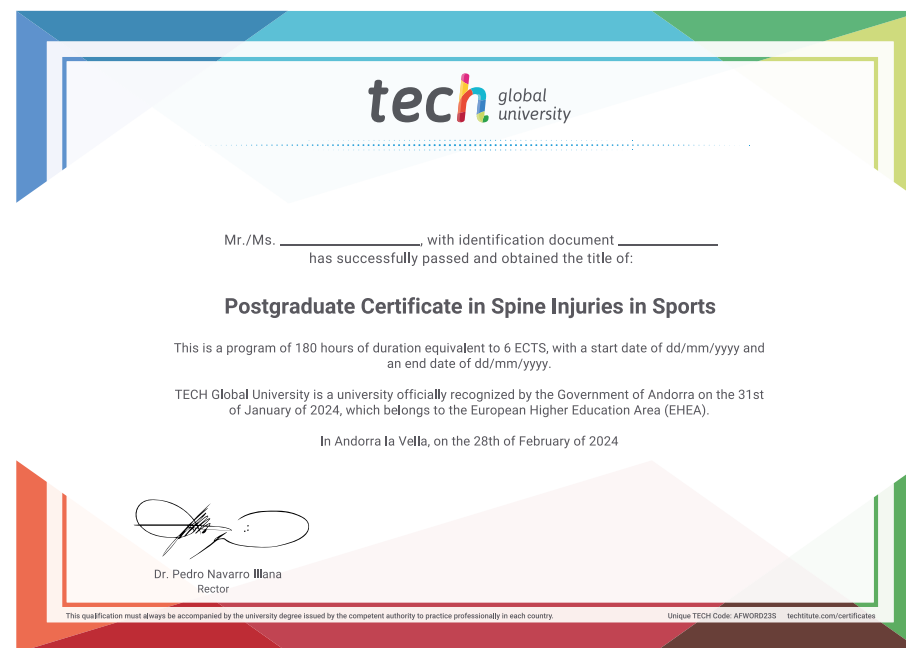 tech global
university
Mr./Ms. ____________, with identification document ____________
has successfully passed and obtained the title of:
Postgraduate Certificate in Spine Injuries in Sports
This is a program of 180 hours of duration equivalent to 6 ECTS, with a start date of dd/mm/yyyy and
an end date of dd/mm/yyyy.
TECH Global University is a university officially recognized by the Government of Andorra on the 31st
of January of 2024, which belongs to the European Higher Education Area (EHEA).
In Andorra la Vella, on the 28th of February of 2024
Dr. Pedro Navarro Illana
Rector
This qualification must always be accompanied by the university degree issued by the competent authority to practice professionally in each country. Unique TECH Code: AFWORD23S techtitute.com/certificates